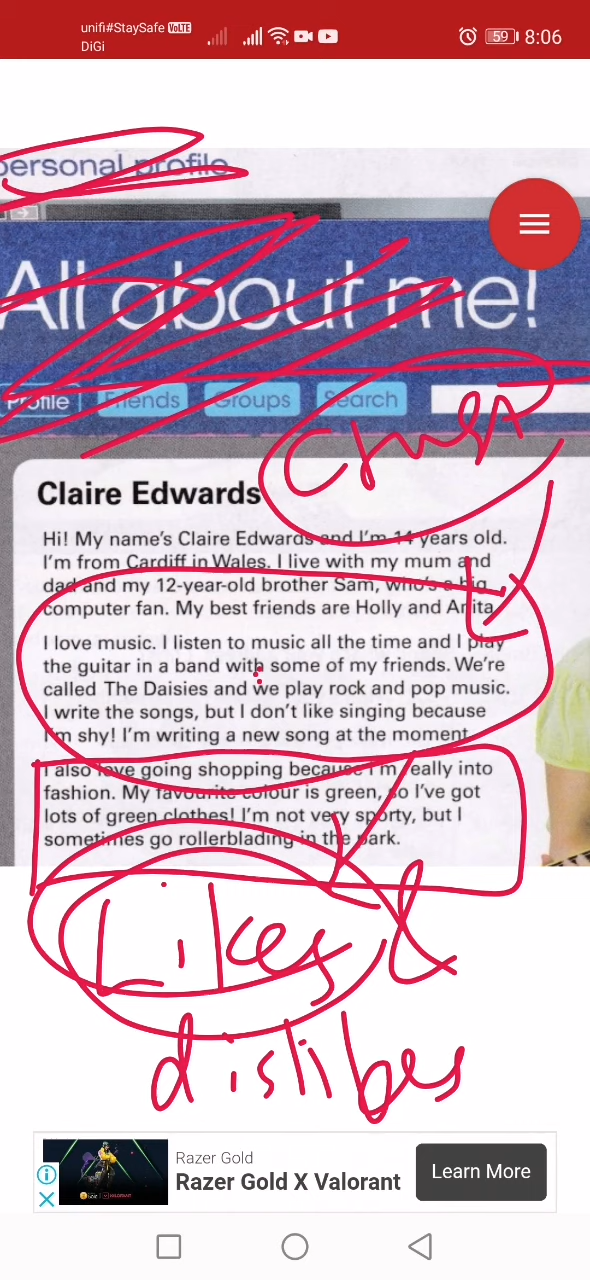 unifi#StaySafe VoLTE
DiGi
59
8:06
personal profile
All about me!
Profile Friends Groups Search
Claire Edwards
Hi! My name's Claire Edwards and I'm 14 years old.
I'm from Cardiff in Wales. I live with my mum and
dad and my 12-year-old brother Sam, who's a big
computer fan. My best friends are Holly and Anita.
I love music. I listen to music all the time and I play
the guitar in a band with some of my friends. We're
called The Daisies and we play rock and pop music.
I write the songs, but I don't like singing because
I'm shy! I'm writing a new song at the moment.
I also love going shopping because I'm really into
fashion. My favourite colour is green, so I've got
lots of green clothes! I'm not very sporty, but I
sometimes go rollerblading in the park.
Likes &
dislikes
Razer Gold
Razer Gold X Valorant
Learn More